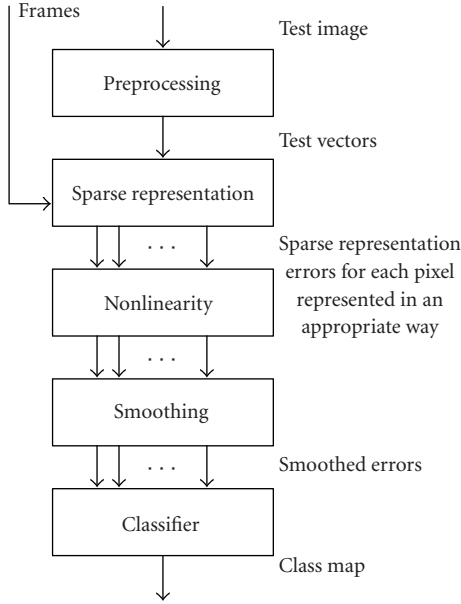 Frames
Test image
Preprocessing
Test vectors
Sparse representation
. . .
Sparse representation
errors for each pixel
represented in an
appropriate way
Nonlinearity
. . .
Smoothing
. . .
Smoothed errors
Classifier
Class map